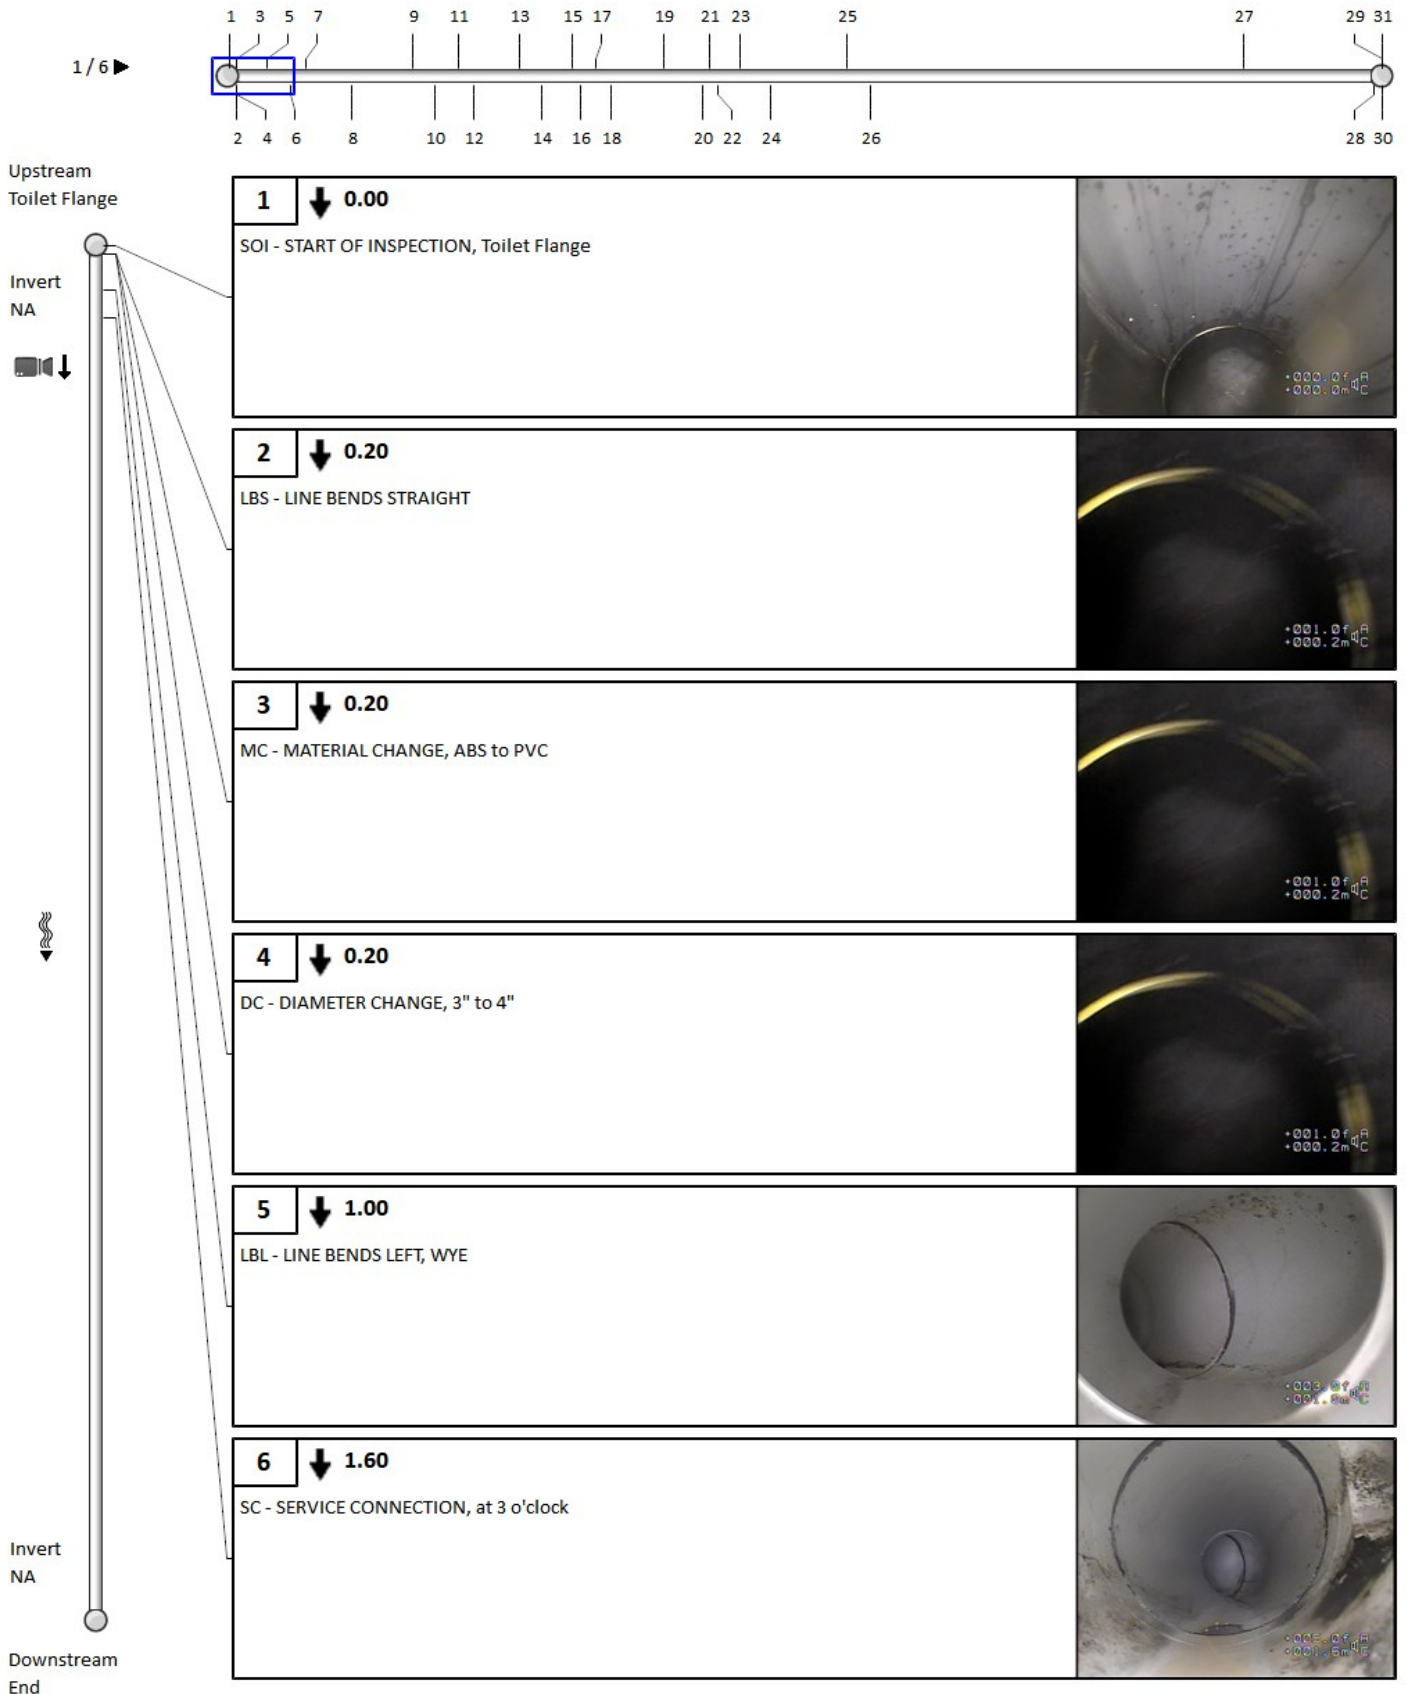 1 3 5 7 9 11 13 15 17 19 21 23 25 27 29 31
1 / 6
2 4 6 8 10 12 14 16 18 20 22 24 26 28 30
Upstream
Toilet Flange
Invert
NA
1 0.00
SOI - START OF INSPECTION, Toilet Flange
+000.0f A
+000.0m C
2 0.20
LBS - LINE BENDS STRAIGHT
+001.0f A
+000.2m C
3 0.20
MC - MATERIAL CHANGE, ABS to PVC
+001.0f A
+000.2m C
4 0.20
DC - DIAMETER CHANGE, 3" to 4"
+001.0f A
+000.2m C
5 1.00
LBL - LINE BENDS LEFT, WYE
6 1.60
SC - SERVICE CONNECTION, at 3 o'clock
Invert
NA
Downstream
End